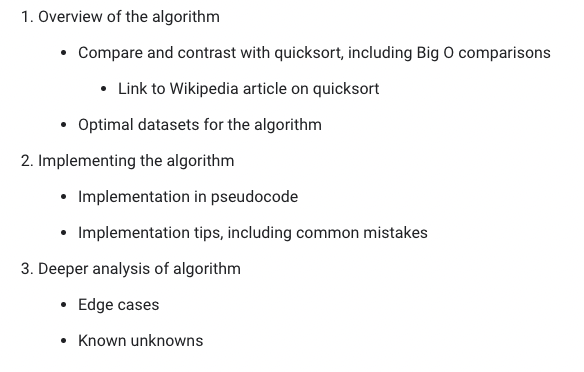 1. Overview of the algorithm
• Compare and contrast with quicksort, including Big O comparisons
• Link to Wikipedia article on quicksort
• Optimal datasets for the algorithm
2. Implementing the algorithm
• Implementation in pseudocode
• Implementation tips, including common mistakes
3. Deeper analysis of algorithm
• Edge cases
• Known unknowns